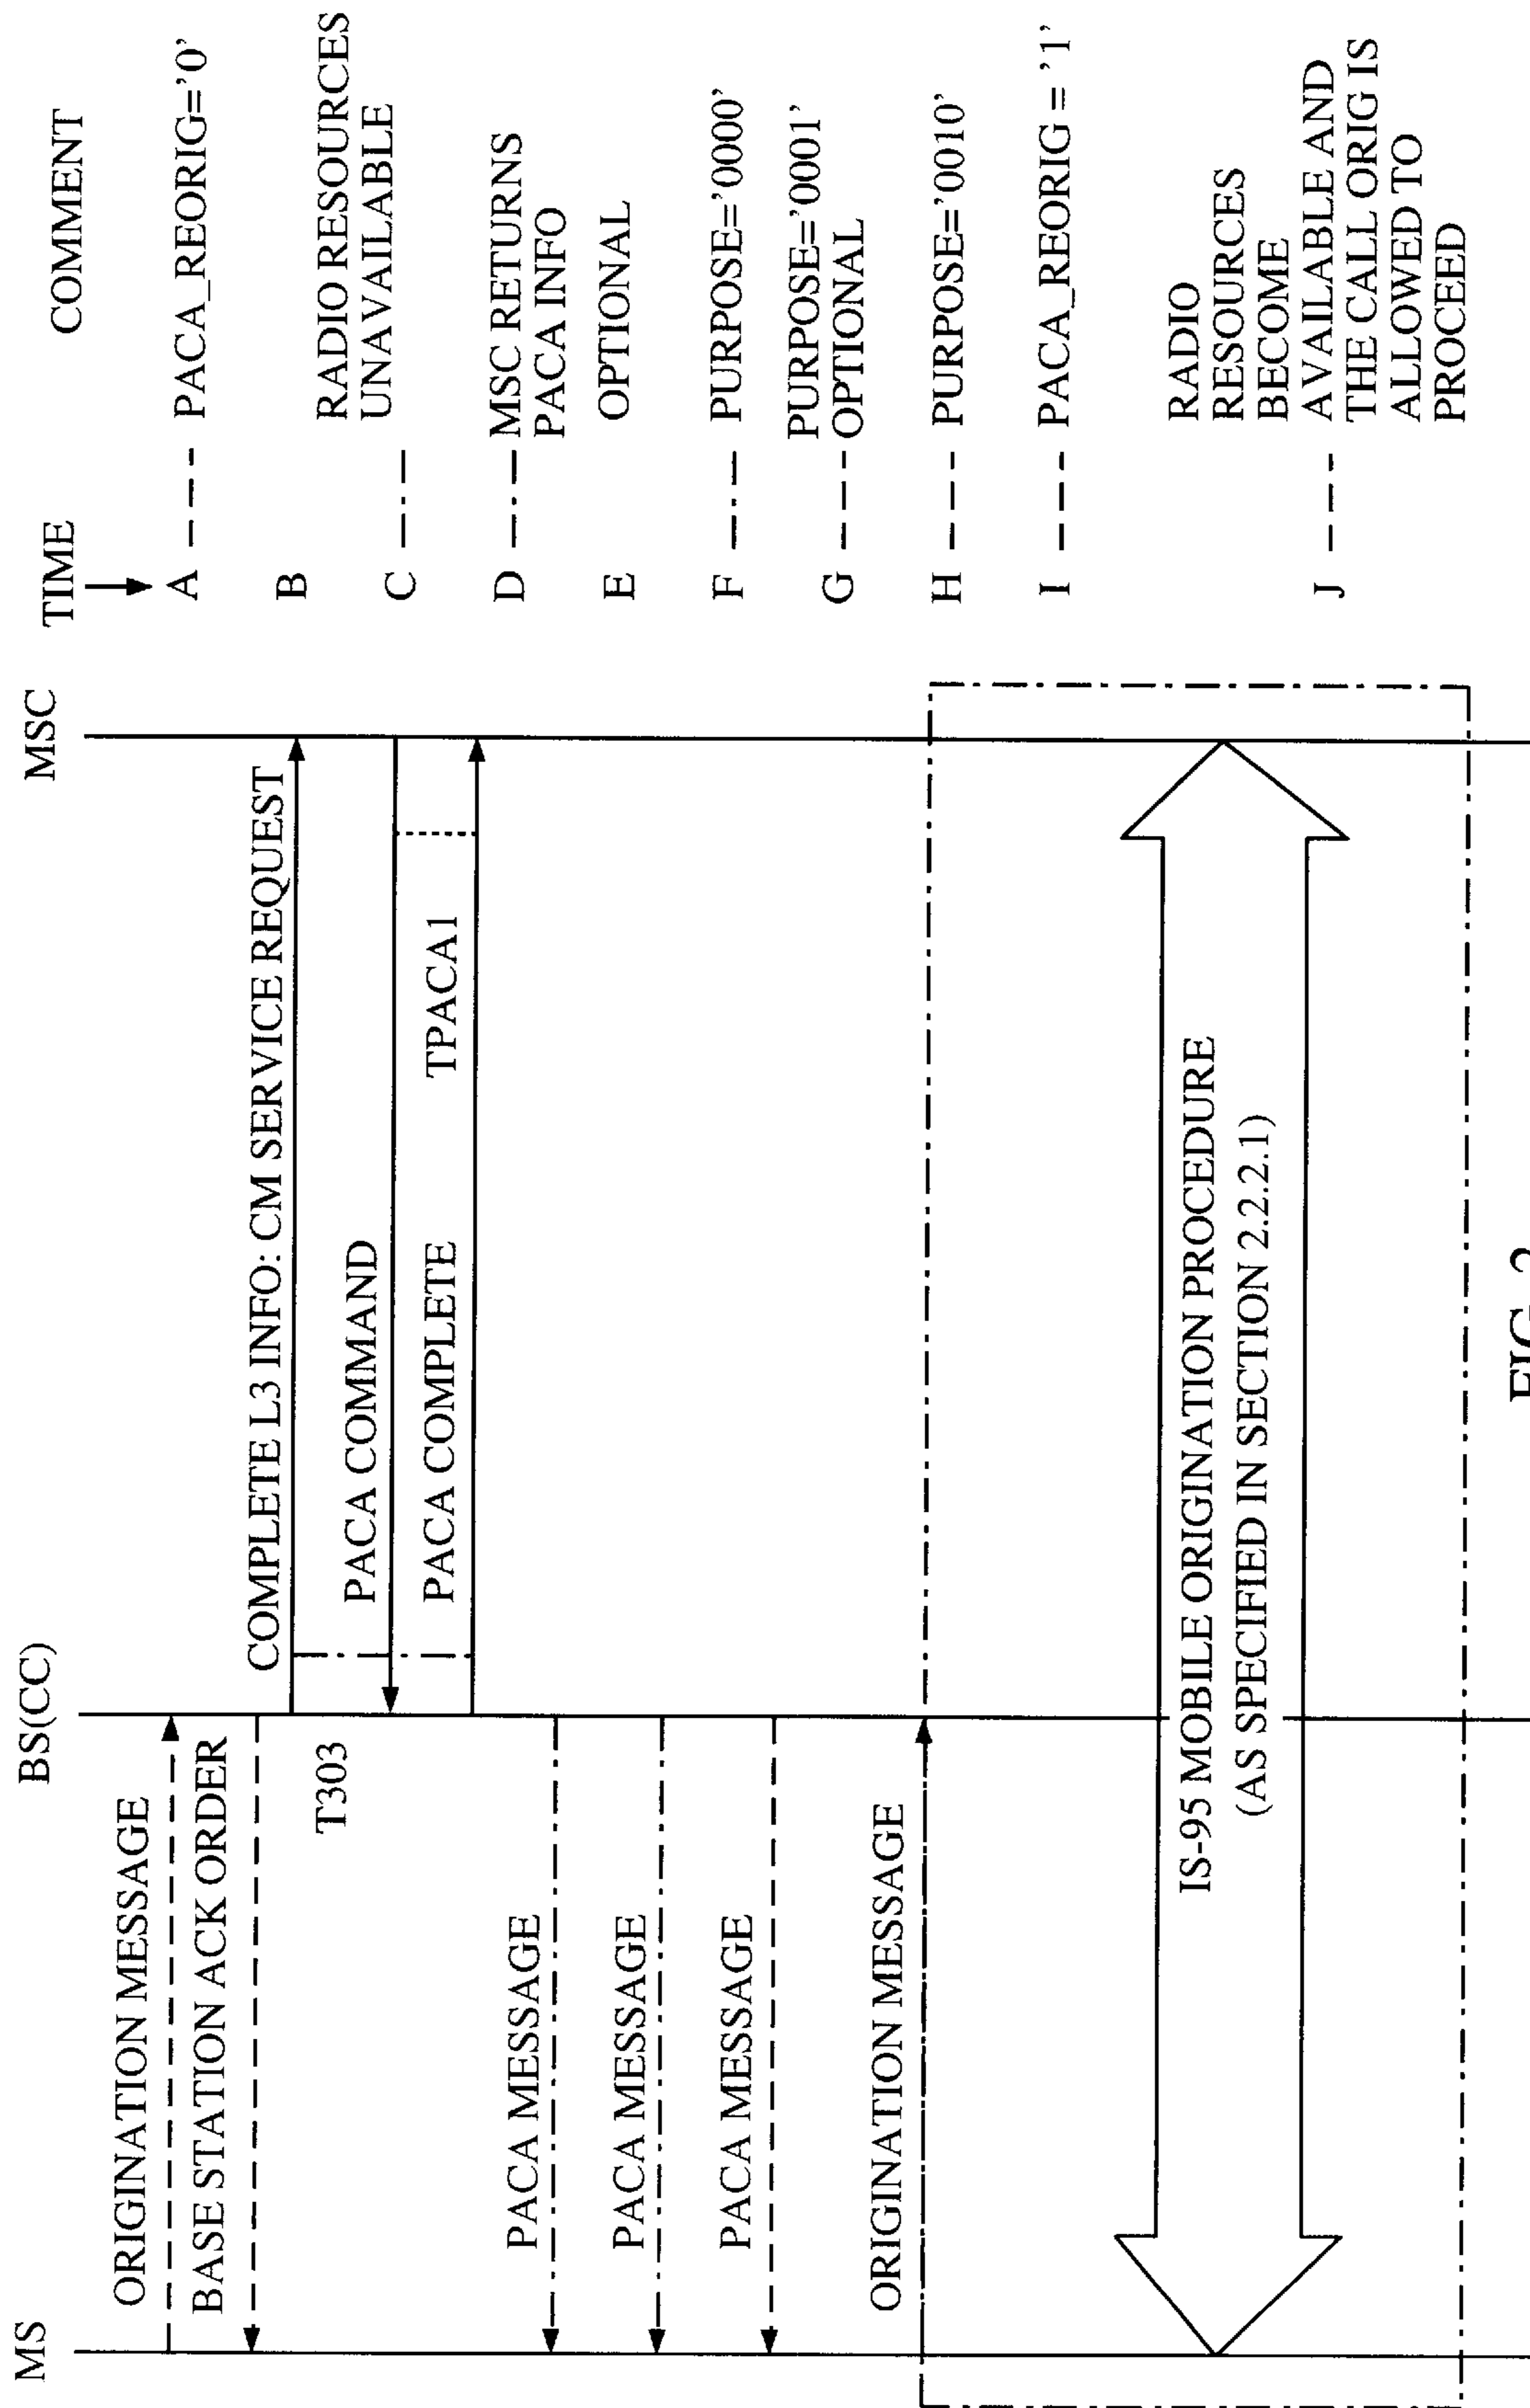 MS
BS(CC)
MSC
TIME
COMMENT
ORIGINATION MESSAGE
A
PACA_REORIG='0'
BASE STATION ACK ORDER
COMPLETE L3 INFO: CM SERVICE REQUEST
B
T303
PACA COMMAND
C
RADIO RESOURCES
UNAVAILABLE
PACA COMPLETE
TPACA1
D
MSC RETURNS
PACA INFO
PACA MESSAGE
E
OPTIONAL
PACA MESSAGE
F
PURPOSE='0000'
PACA MESSAGE
G
PURPOSE='0001'
OPTIONAL
ORIGINATION MESSAGE
H
PURPOSE='0010'
I
PACA_REORIG = '1'
IS-95 MOBILE ORIGINATION PROCEDURE
(AS SPECIFIED IN SECTION 2.2.2.1)
J
RADIO
RESOURCES
BECOME
AVAILABLE AND
THE CALL ORIG IS
ALLOWED TO
PROCEED